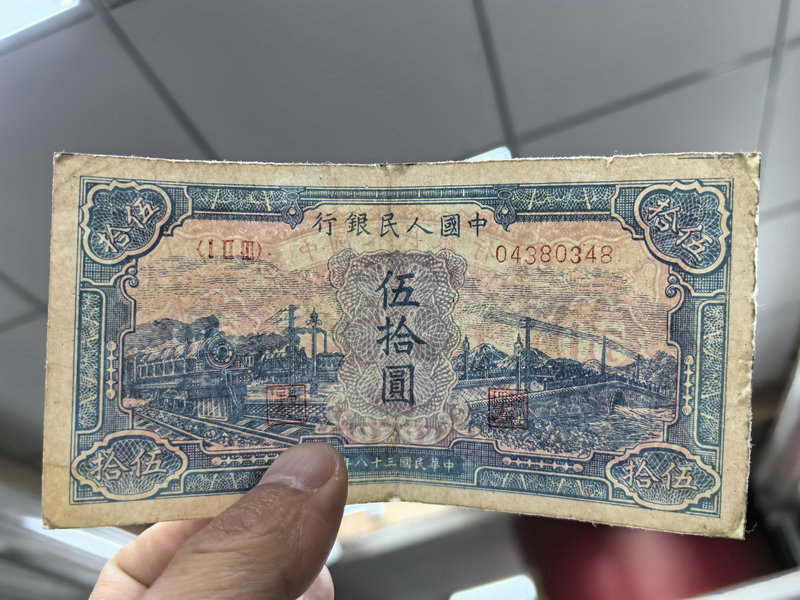 中國人民銀行
伍拾
伍拾
〈I II III〉
04380348
伍拾圓
伍拾
伍拾
中華民國三十八